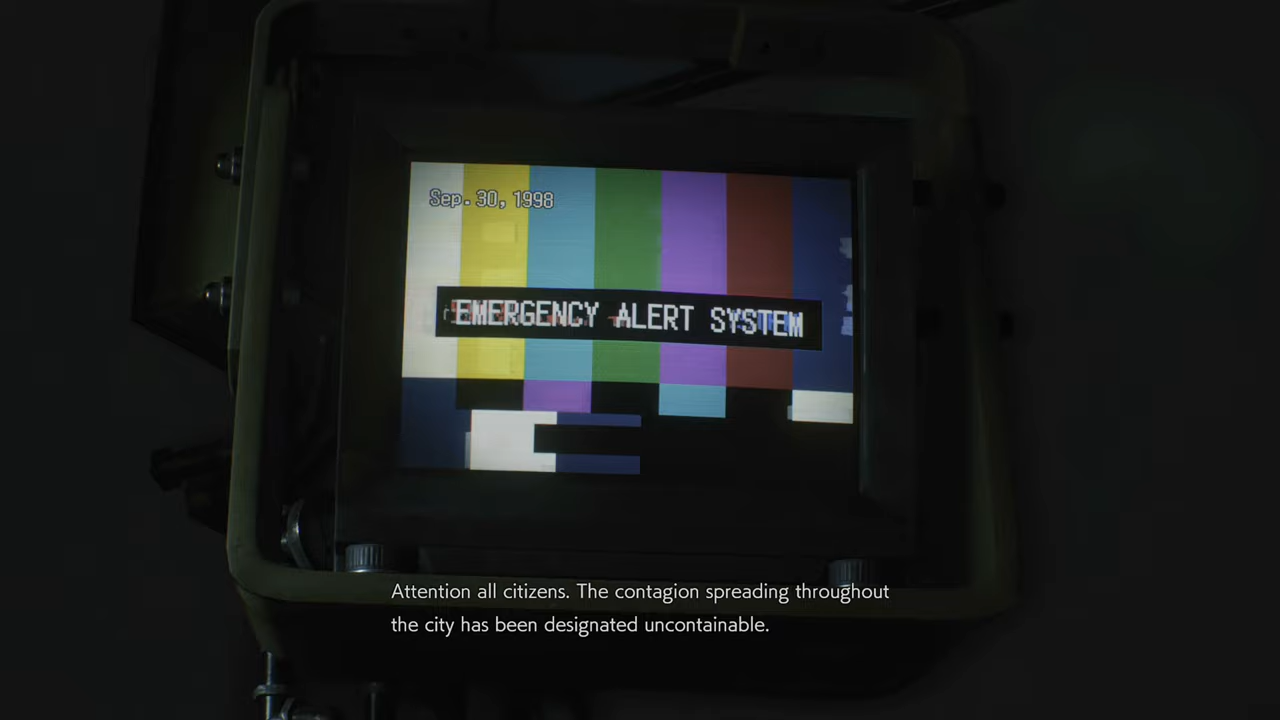 Sep. 30, 1998
EMERGENCY ALERT SYSTEM
Attention all citizens. The contagion spreading throughout
the city has been designated uncontainable.